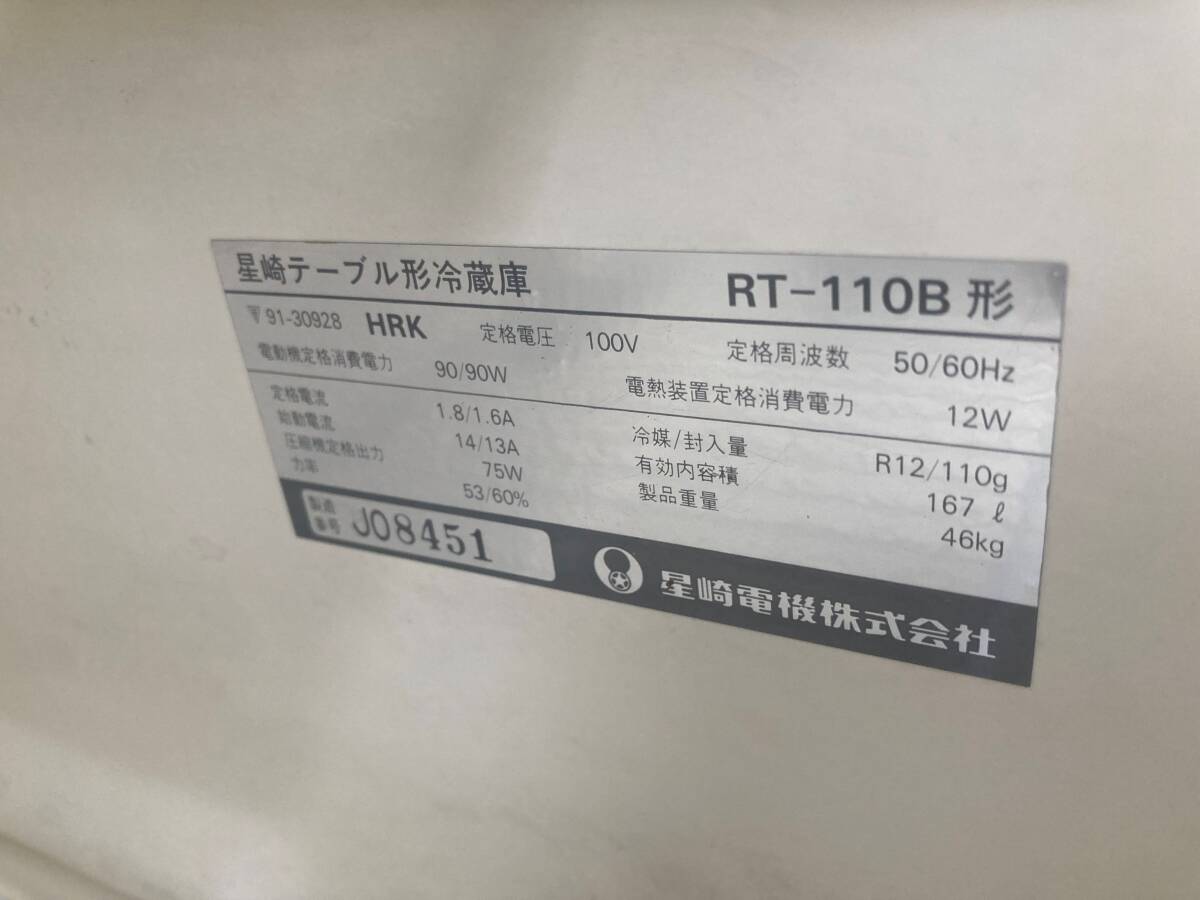 星崎テーブル形冷蔵庫 RT-110B 形
〒 91-30928 HRK 定格電圧 100V 定格周波数 50/60Hz
電動機定格消費電力 90/90W 電熱装置定格消費電力 12W
定格電流 1.8/1.6A 冷媒/封入量 R12/110g
始動電流 14/13A 有効内容積 167 ℓ
圧縮機定格出力 75W 製品重量 46kg
力率 53/60%
製造番号 J08451
星崎電機株式会社